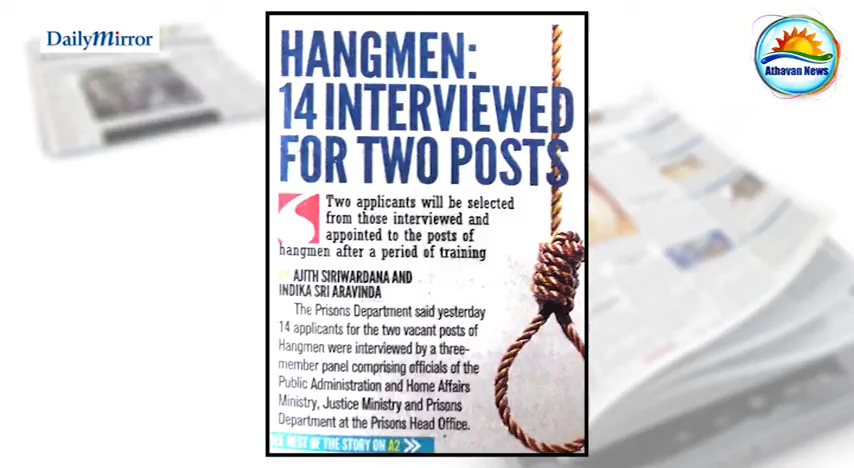 DailyMirror
Athavan News
HANGMEN:
14 INTERVIEWED
FOR TWO POSTS
Two applicants will be selected
from those interviewed and
appointed to the posts of
hangmen after a period of training
AJITH SIRIWARDANA AND
INDIKA SRI ARAVINDA
The Prisons Department said yesterday
14 applicants for the two vacant posts of
Hangmen were interviewed by a three-
member panel comprising officials of the
Public Administration and Home Affairs
Ministry, Justice Ministry and Prisons
Department at the Prisons Head Office.
REST OF THE STORY ON A2